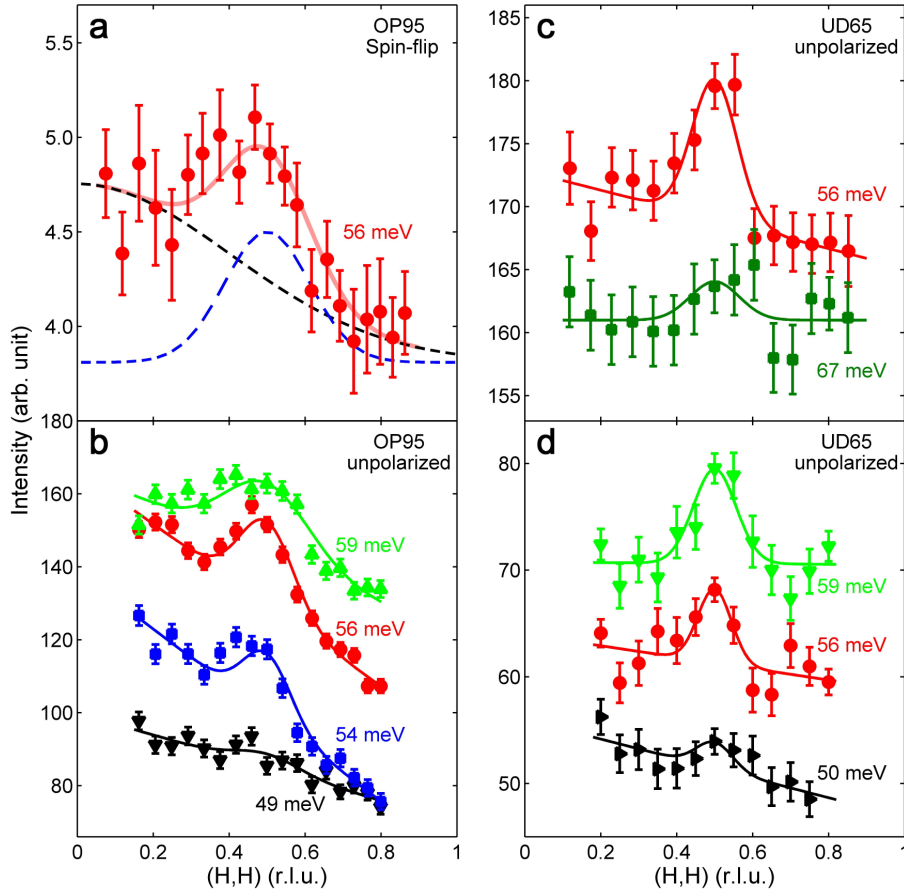 a
OP95
Spin-flip
5.5
5.0
4.5
4.0
56 meV
c
UD65
unpolarized
185
180
175
170
165
160
155
56 meV
67 meV
Intensity (arb. unit)
b
OP95
unpolarized
180
160
140
120
100
80
59 meV
56 meV
54 meV
49 meV
0
0.2
0.4
0.6
0.8
1
(H,H) (r.l.u.)
d
UD65
unpolarized
80
70
60
50
59 meV
56 meV
50 meV
0
0.2
0.4
0.6
0.8
1
(H,H) (r.l.u.)